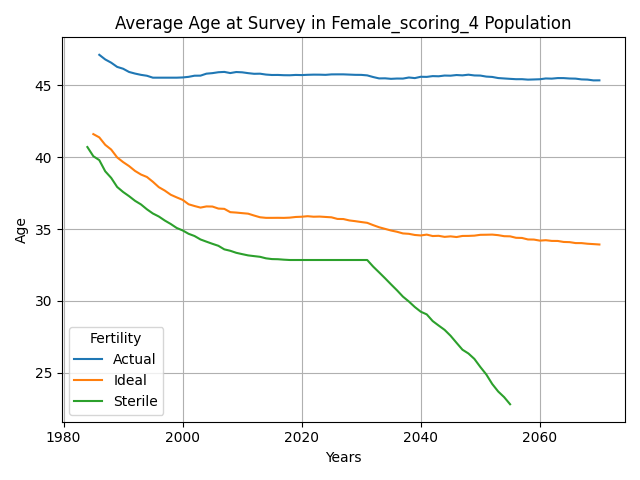 Average Age at Survey in Female_scoring_4 Population
Age
45
40
35
30
25
Fertility
Actual
Ideal
Sterile
1980
2000
2020
2040
2060
Years